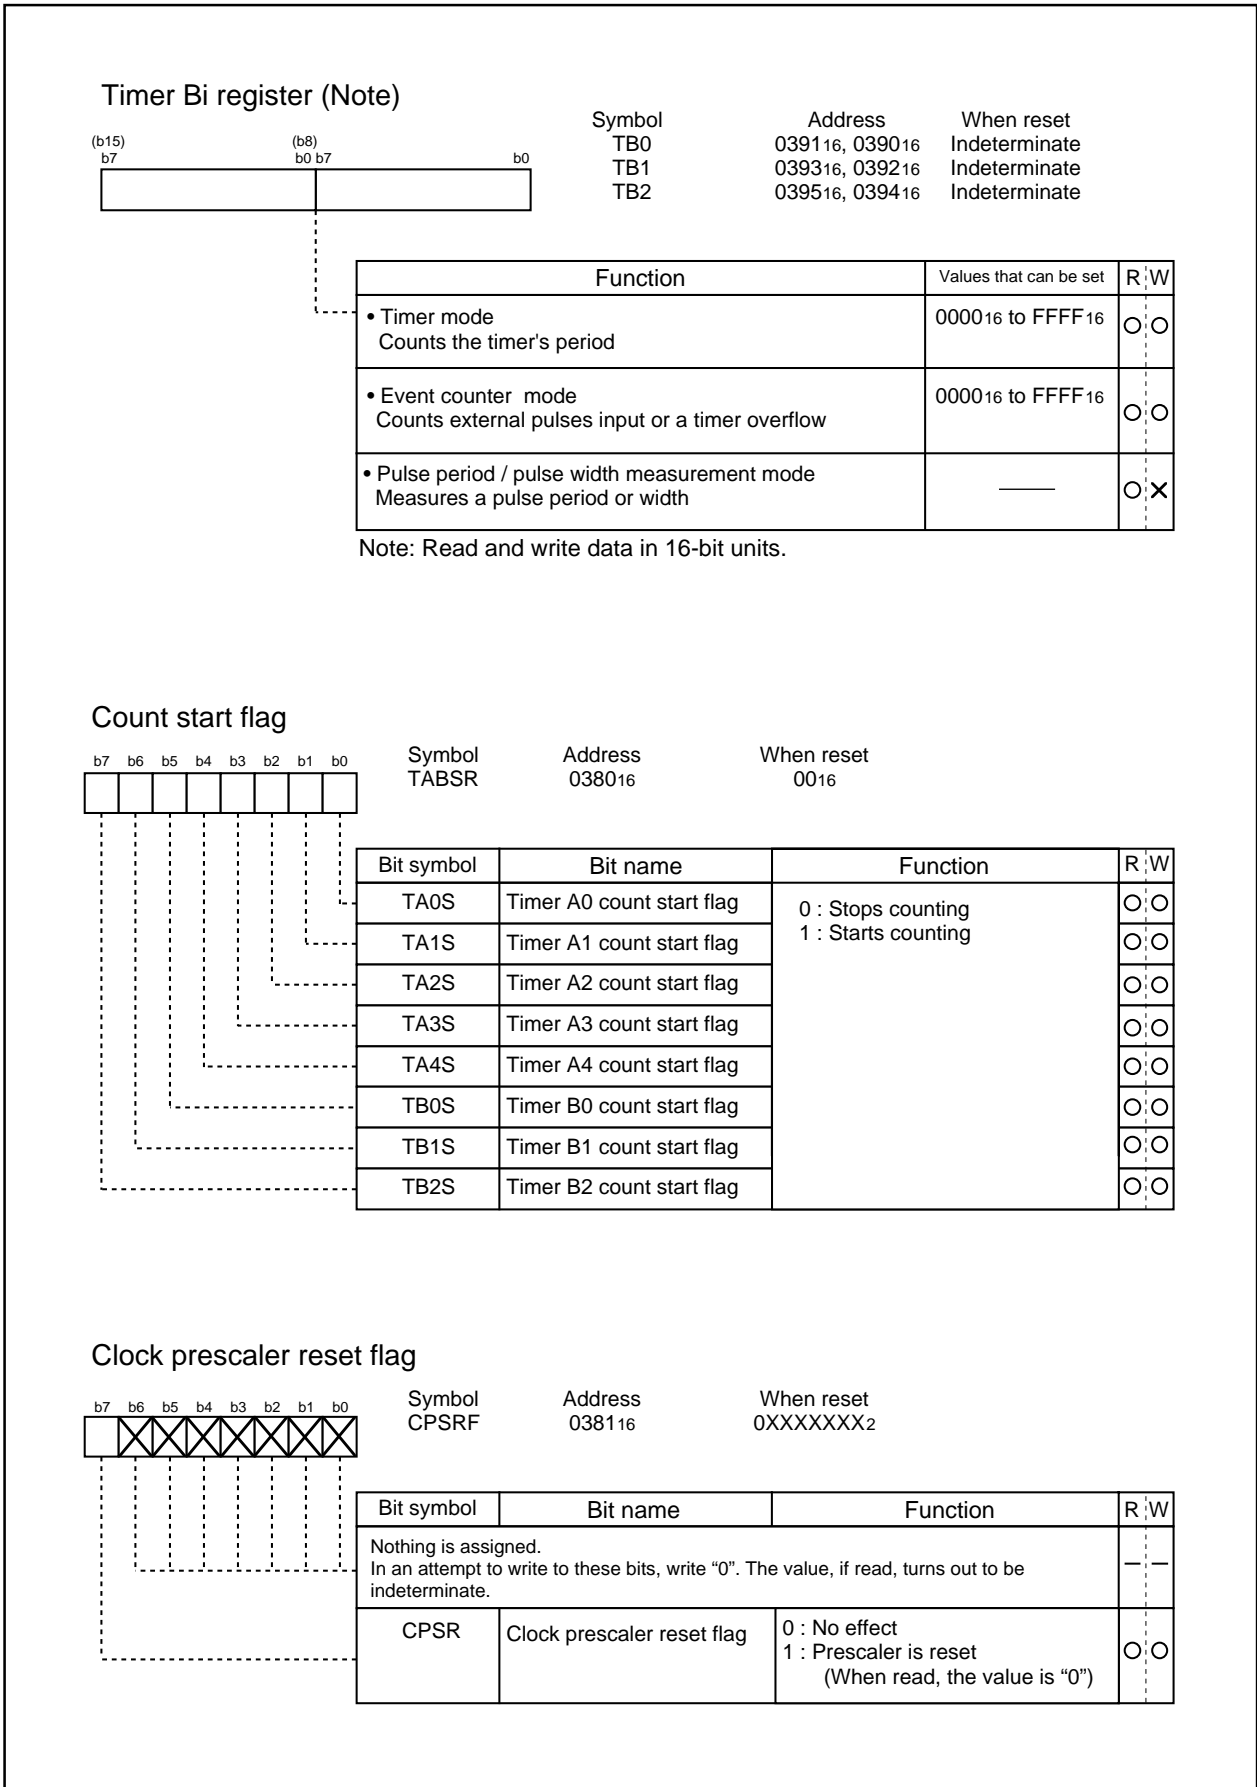 Timer Bi register (Note)
Symbol Address When reset
TB0 039116, 039016 Indeterminate
TB1 039316, 039216 Indeterminate
TB2 039516, 039416 Indeterminate
(b15) (b8)
b7 b0 b7 b0
Function Values that can be set R W
• Timer mode 000016 to FFFF16
Counts the timer's period
• Event counter mode 000016 to FFFF16
Counts external pulses input or a timer overflow
• Pulse period / pulse width measurement mode
Measures a pulse period or width
Note: Read and write data in 16-bit units.
Count start flag
Symbol Address When reset
TABSR 038016 0016
b7 b6 b5 b4 b3 b2 b1 b0
Bit symbol Bit name Function R W
TA0S Timer A0 count start flag 0 : Stops counting
TA1S Timer A1 count start flag 1 : Starts counting
TA2S Timer A2 count start flag
TA3S Timer A3 count start flag
TA4S Timer A4 count start flag
TB0S Timer B0 count start flag
TB1S Timer B1 count start flag
TB2S Timer B2 count start flag
Clock prescaler reset flag
Symbol Address When reset
CPSRF 038116 0XXXXXXX2
b7 b6 b5 b4 b3 b2 b1 b0
Bit symbol Bit name Function R W
Nothing is assigned.
In an attempt to write to these bits, write “0”. The value, if read, turns out to be
indeterminate.
CPSR Clock prescaler reset flag 0 : No effect
1 : Prescaler is reset
(When read, the value is “0”)